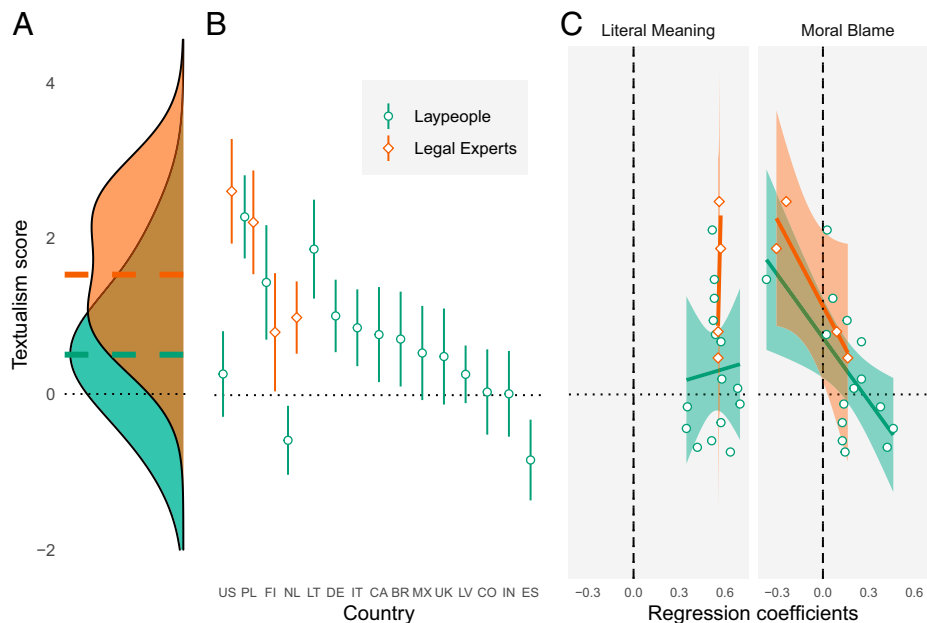 A
B
C
Literal Meaning
Moral Blame
Textualism score
4
2
0
−2
Laypeople
Legal Experts
US PL FI NL LT DE IT CA BR MX UK LV CO IN ES
Country
−0.3 0.0 0.3 0.6
−0.3 0.0 0.3 0.6
Regression coefficients